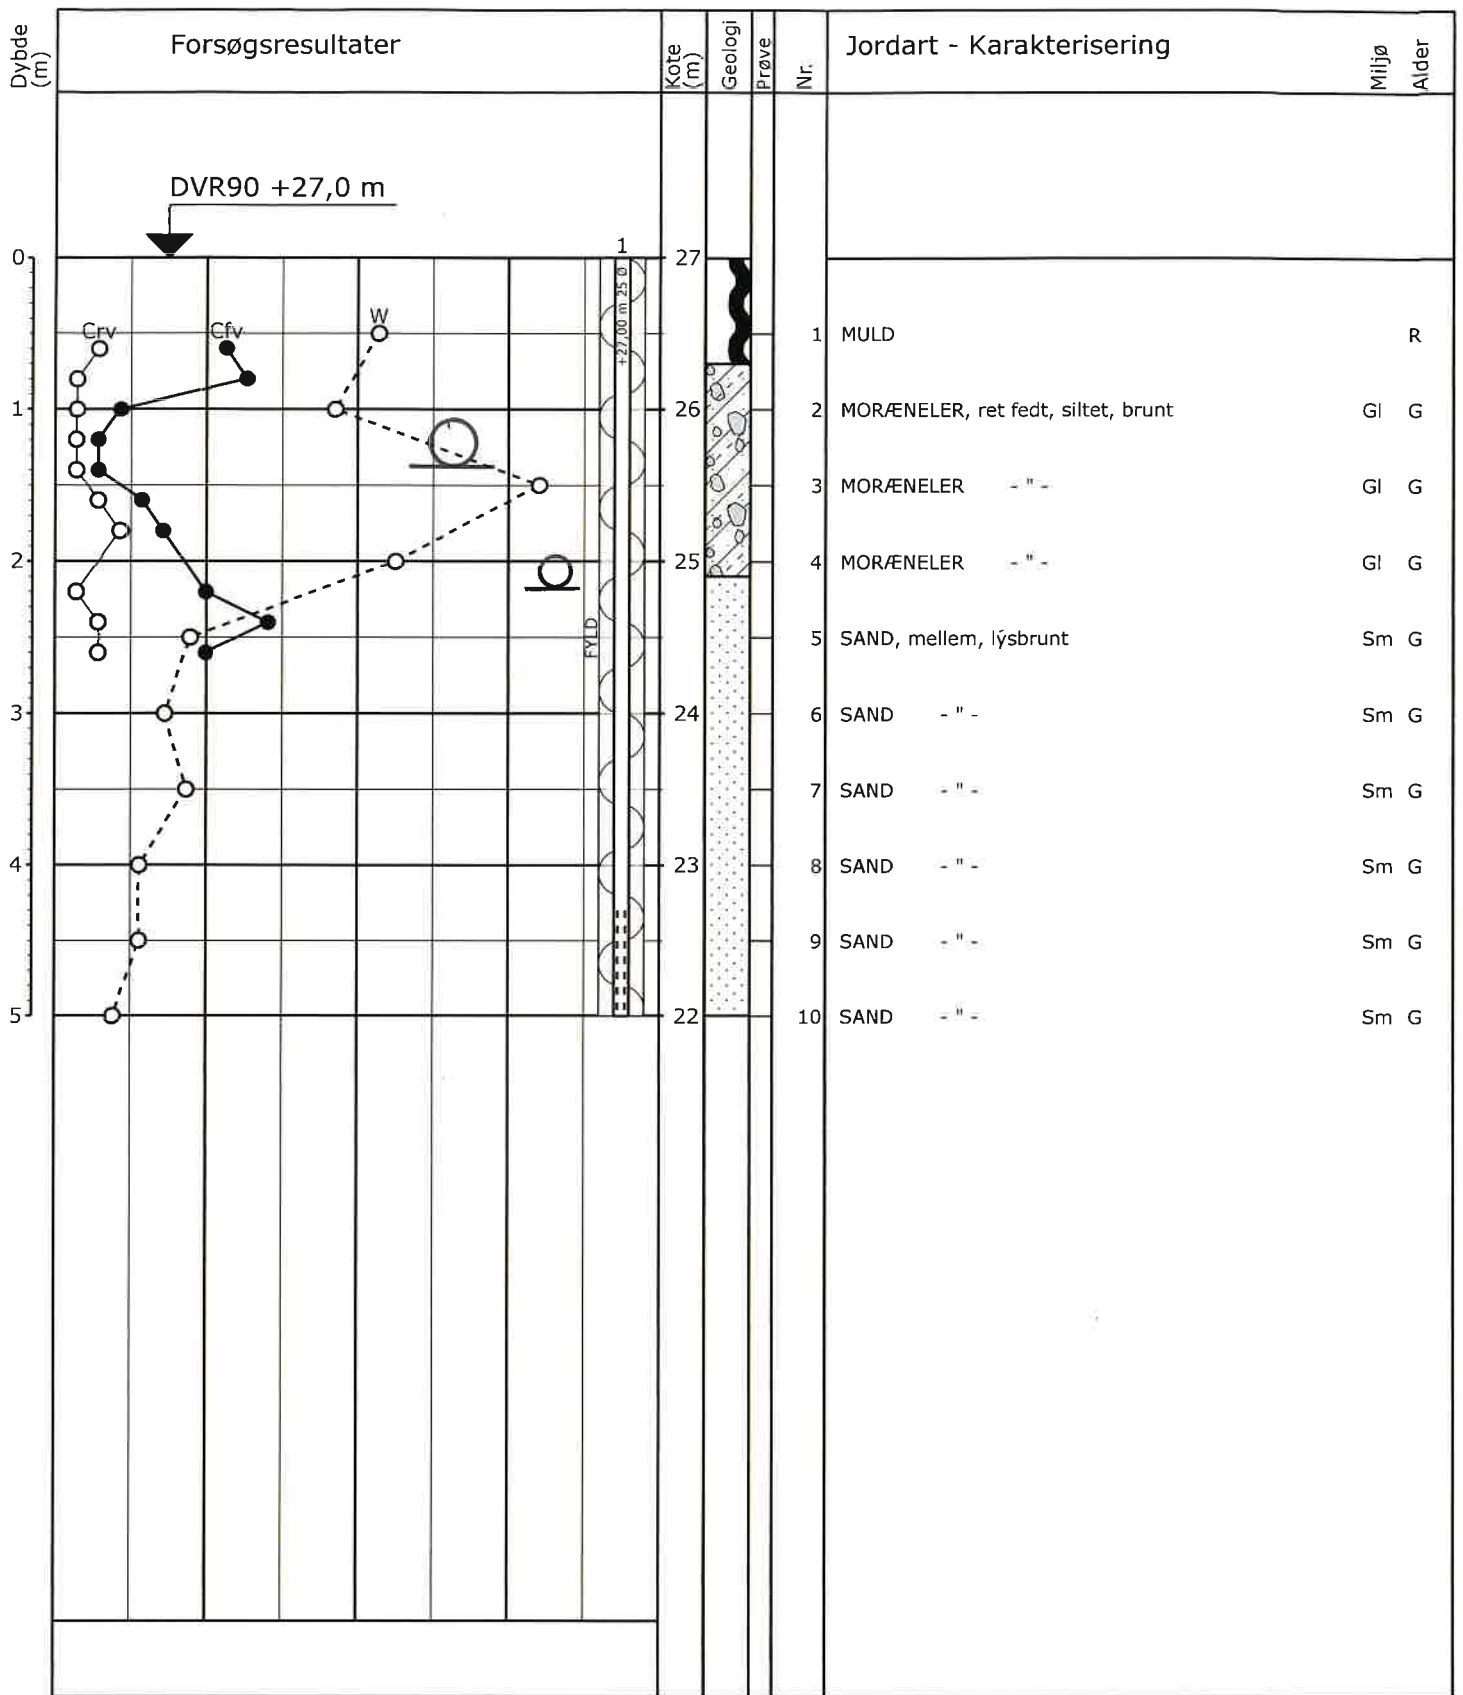 Dybde (m)
Forsøgsresultater
Kote (m)
Geologi
Prøve
Nr.
Jordart - Karakterisering
Miljø
Alder
DVR90 +27,0 m
0
1
27
+27,00 m 25 Ø
Crv
Cfv
W
1 MULD R
1
26
2 MORÆNELER, ret fedt, siltet, brunt Gl G
3 MORÆNELER - " - Gl G
2
25
4 MORÆNELER - " - Gl G
FYLD
5 SAND, mellem, lýsbrunt Sm G
3
24
6 SAND - " - Sm G
7 SAND - " - Sm G
4
23
8 SAND - " - Sm G
9 SAND - " - Sm G
5
22
10 SAND - " - Sm G